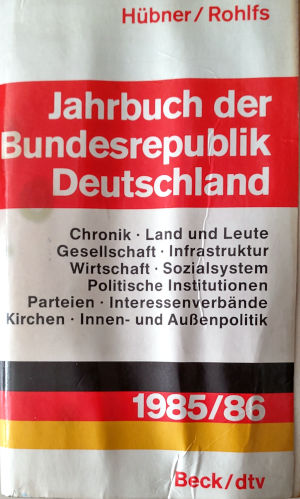 Hübner/Rohlfs
Jahrbuch der
Bundesrepublik
Deutschland
Chronik · Land und Leute
Gesellschaft · Infrastruktur
Wirtschaft · Sozialsystem
Politische Institutionen
Parteien · Interessenverbände
Kirchen · Innen- und Außenpolitik
1985/86
Beck/dtv